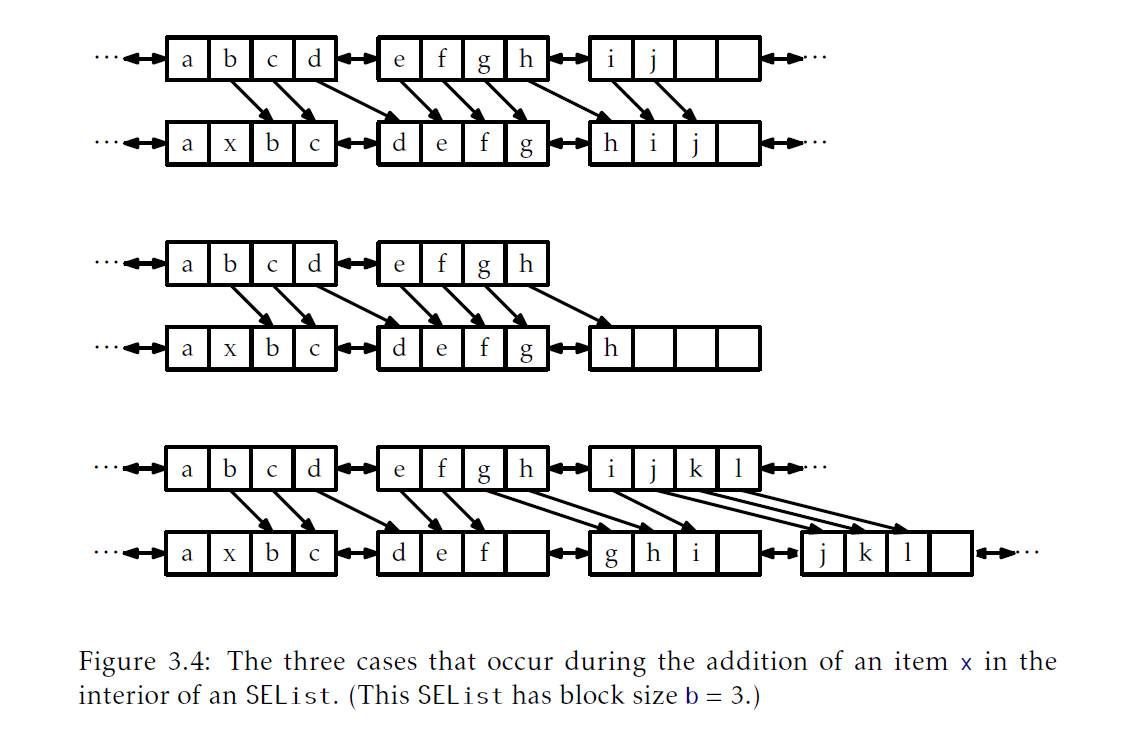 ··· a b c d e f g h i j ···
··· a x b c d e f g h i j ···
··· a b c d e f g h
··· a x b c d e f g h
··· a b c d e f g h i j k l ···
··· a x b c d e f g h i j k l ···
Figure 3.4: The three cases that occur during the addition of an item x in the
interior of an SEList. (This SEList has block size b = 3.)